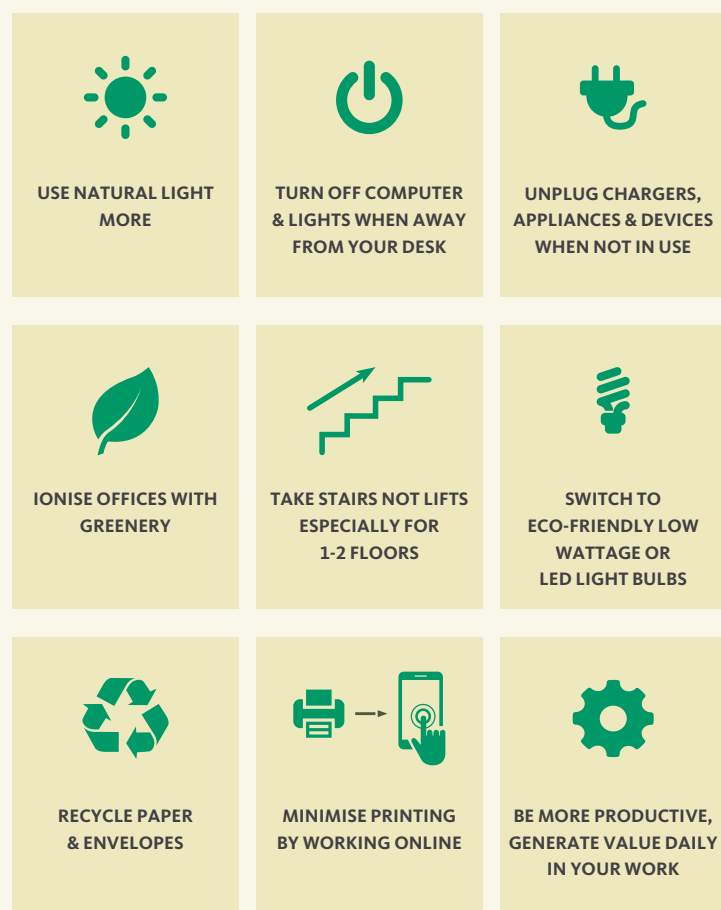 USE NATURAL LIGHT
MORE
TURN OFF COMPUTER
& LIGHTS WHEN AWAY
FROM YOUR DESK
UNPLUG CHARGERS,
APPLIANCES & DEVICES
WHEN NOT IN USE
IONISE OFFICES WITH
GREENERY
TAKE STAIRS NOT LIFTS
ESPECIALLY FOR
1-2 FLOORS
SWITCH TO
ECO-FRIENDLY LOW
WATTAGE OR
LED LIGHT BULBS
RECYCLE PAPER
& ENVELOPES
MINIMISE PRINTING
BY WORKING ONLINE
BE MORE PRODUCTIVE,
GENERATE VALUE DAILY
IN YOUR WORK